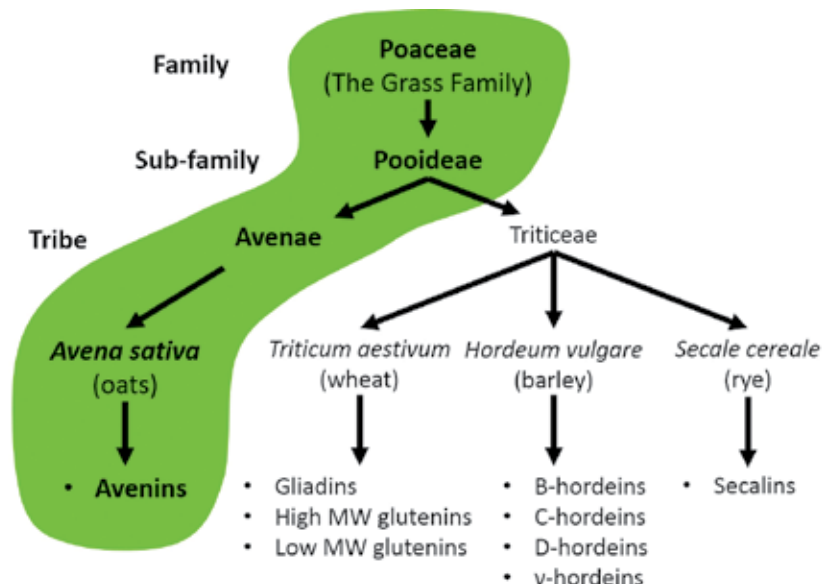 Family
Poaceae
(The Grass Family)
Sub-family
Pooideae
Tribe
Avenae
Triticeae
Avena sativa
(oats)
Triticum aestivum
(wheat)
Hordeum vulgare
(barley)
Secale cereale
(rye)
• Avenins
• Gliadins
• High MW glutenins
• Low MW glutenins
• B-hordeins
• C-hordeins
• D-hordeins
• γ-hordeins
• Secalins